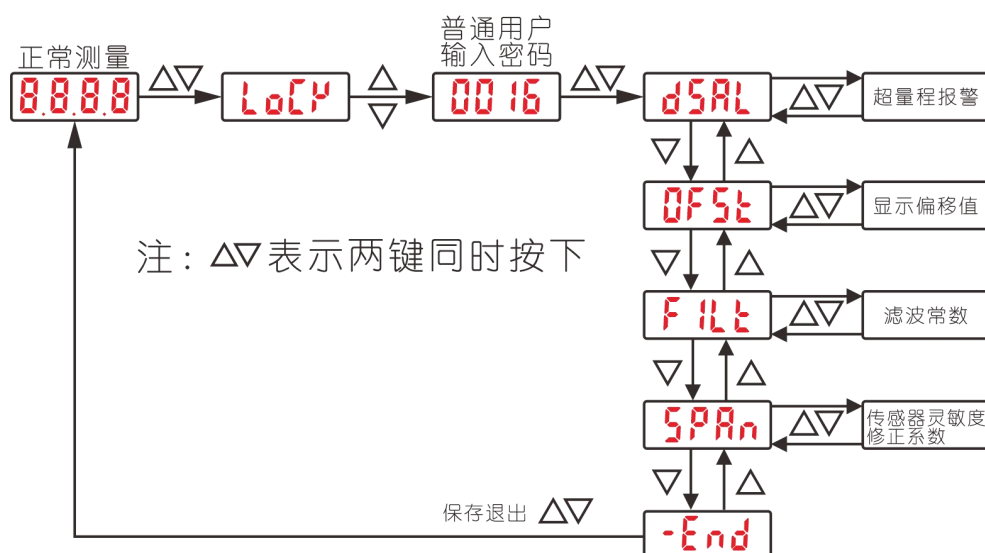 正常测量
8.8.8.8
△▽
LoCY
△
▽
普通用户
输入密码
0016
△▽
dSAL
△▽
超量程报警
▽ △
OFSt
△▽
显示偏移值
注：△▽表示两键同时按下
▽ △
FILt
△▽
滤波常数
▽ △
SPAn
△▽
传感器灵敏度
修正系数
▽ △
保存退出 △▽
-End